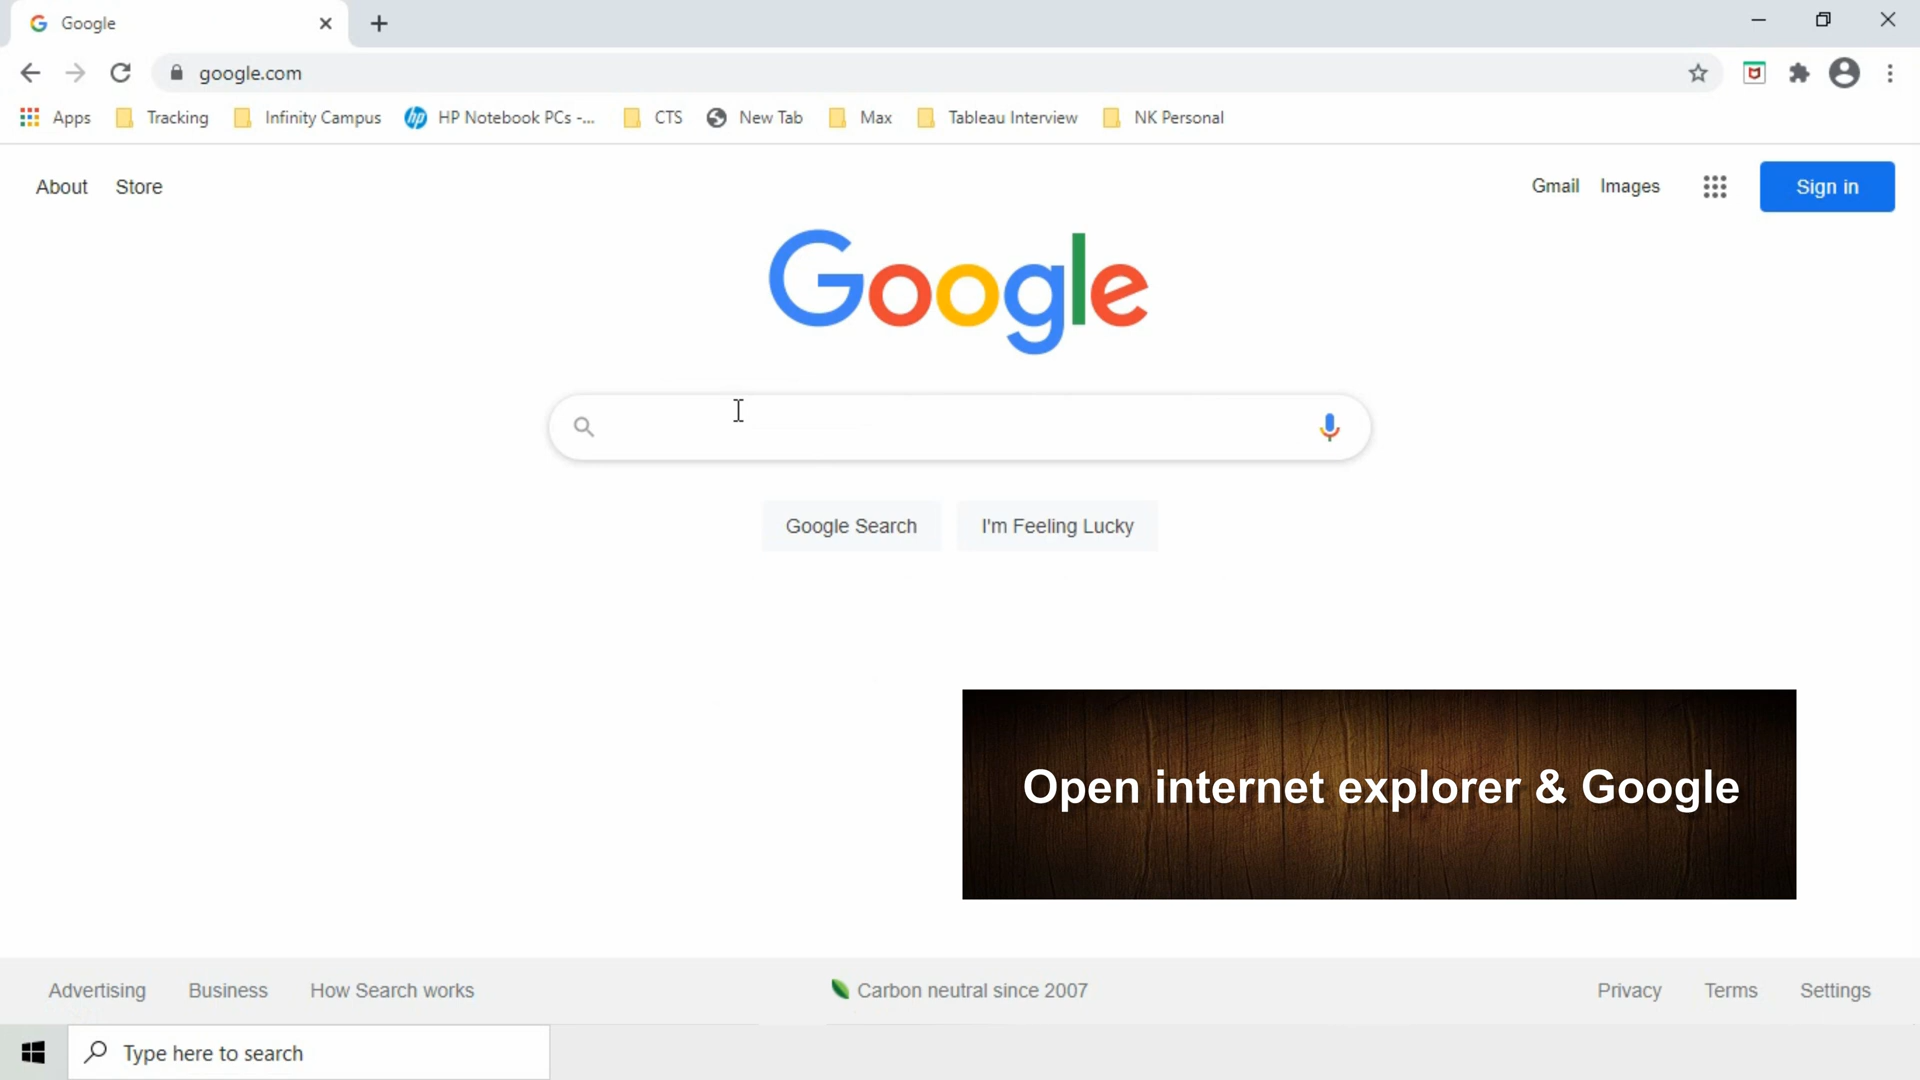 Google
google.com
Apps Tracking Infinity Campus HP Notebook PCs -... CTS New Tab Max Tableau Interview NK Personal
About Store Gmail Images Sign in
Google
Google Search I'm Feeling Lucky
Open internet explorer & Google
Advertising Business How Search works Carbon neutral since 2007 Privacy Terms Settings
Type here to search